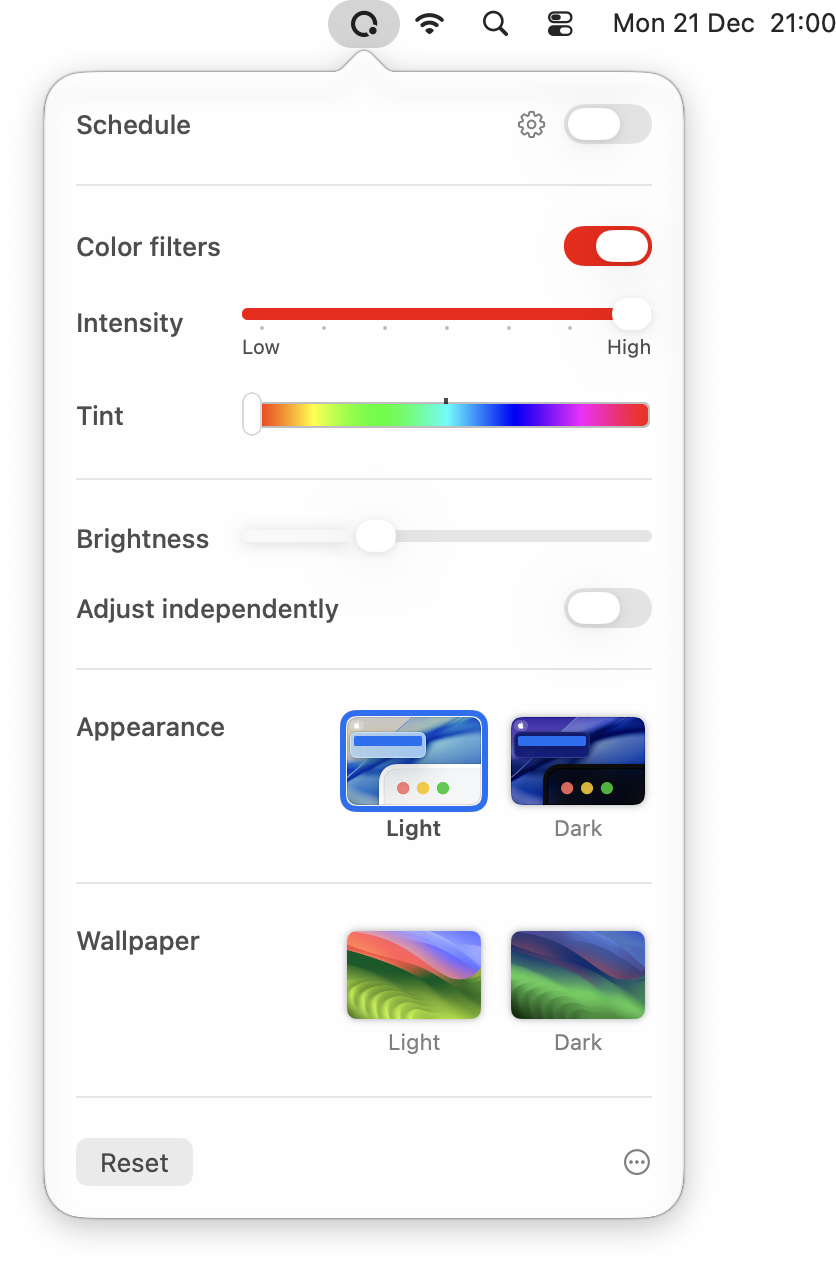 Mon 21 Dec 21:00
Schedule
Color filters
Intensity
Low High
Tint
Brightness
Adjust independently
Appearance
Light Dark
Wallpaper
Light Dark
Reset